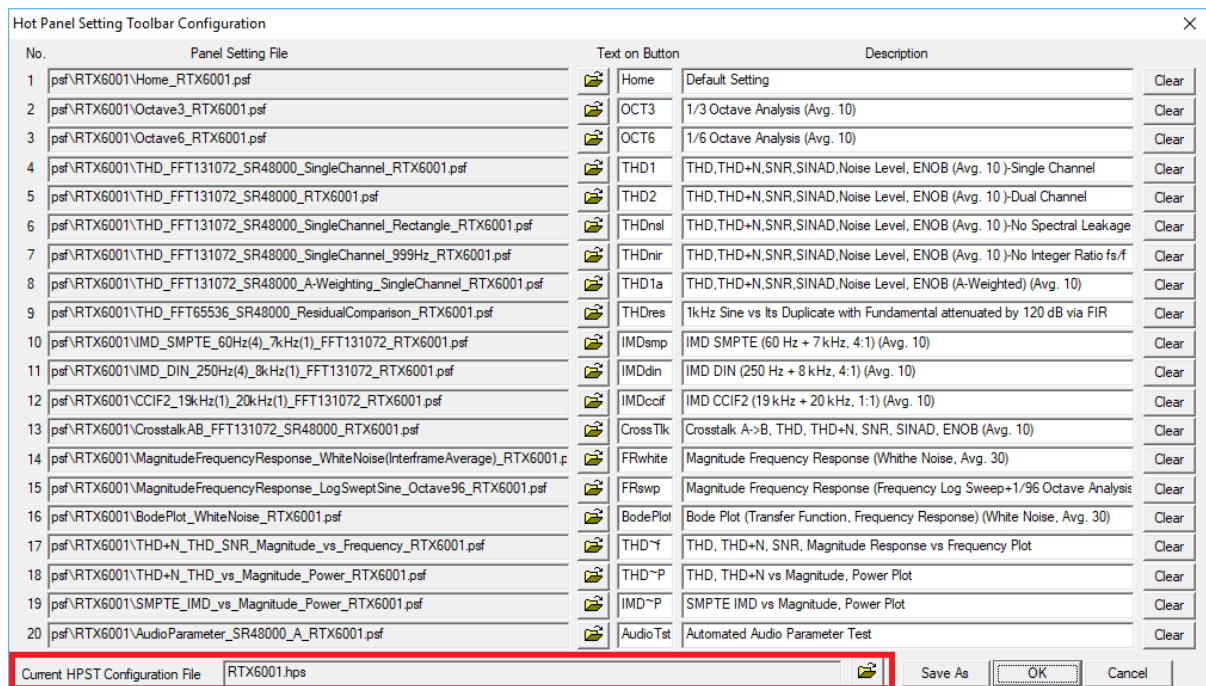 Hot Panel Setting Toolbar Configuration
No. Panel Setting File Text on Button Description
1 psf\RTX6001\Home_RTX6001.psf Home Default Setting Clear
2 psf\RTX6001\Octave3_RTX6001.psf OCT3 1/3 Octave Analysis (Avg. 10) Clear
3 psf\RTX6001\Octave6_RTX6001.psf OCT6 1/6 Octave Analysis (Avg. 10) Clear
4 psf\RTX6001\THD_FFT131072_SR48000_SingleChannel_RTX6001.psf THD1 THD,THD+N,SNR,SINAD,Noise Level, ENOB (Avg. 10 )-Single Channel Clear
5 psf\RTX6001\THD_FFT131072_SR48000_RTX6001.psf THD2 THD,THD+N,SNR,SINAD,Noise Level, ENOB (Avg. 10 )-Dual Channel Clear
6 psf\RTX6001\THD_FFT131072_SR48000_SingleChannel_Rectangle_RTX6001.psf THDnsl THD,THD+N,SNR,SINAD,Noise Level, ENOB (Avg. 10 )-No Spectral Leakage Clear
7 psf\RTX6001\THD_FFT131072_SR48000_SingleChannel_999Hz_RTX6001.psf THDnir THD,THD+N,SNR,SINAD,Noise Level, ENOB (Avg. 10 )-No Integer Ratio fs/f Clear
8 psf\RTX6001\THD_FFT131072_SR48000_A-Weighting_SingleChannel_RTX6001.psf THD1a THD,THD+N,SNR,SINAD,Noise Level, ENOB (A-Weighted) (Avg. 10) Clear
9 psf\RTX6001\THD_FFT65536_SR48000_ResidualComparison_RTX6001.psf THDres 1kHz Sine vs Its Duplicate with Fundamental attenuated by 120 dB via FIR Clear
10 psf\RTX6001\IMD_SMPTE_60Hz(4)_7kHz(1)_FFT131072_RTX6001.psf IMDsmp IMD SMPTE (60 Hz + 7 kHz, 4:1) (Avg. 10) Clear
11 psf\RTX6001\IMD_DIN_250Hz(4)_8kHz(1)_FFT131072_RTX6001.psf IMDdin IMD DIN (250 Hz + 8 kHz, 4:1) (Avg. 10) Clear
12 psf\RTX6001\CCIF2_19kHz(1)_20kHz(1)_FFT131072_RTX6001.psf IMDccif IMD CCIF2 (19 kHz + 20 kHz, 1:1) (Avg. 10) Clear
13 psf\RTX6001\CrosstalkAB_FFT131072_SR48000_RTX6001.psf CrossTlk Crosstalk A->B, THD, THD+N, SNR, SINAD, ENOB (Avg. 10) Clear
14 psf\RTX6001\MagnitudeFrequencyResponse_WhiteNoise(InterframeAverage)_RTX6001.p FRwhite Magnitude Frequency Response (Whithe Noise, Avg. 30) Clear
15 psf\RTX6001\MagnitudeFrequencyResponse_LogSweptSine_Octave96_RTX6001.psf FRswp Magnitude Frequency Response (Frequency Log Sweep+1/96 Octave Analysis Clear
16 psf\RTX6001\BodePlot_WhiteNoise_RTX6001.psf BodePlot Bode Plot (Transfer Function, Frequency Response) (White Noise, Avg. 30) Clear
17 psf\RTX6001\THD+N_THD_SNR_Magnitude_vs_Frequency_RTX6001.psf THD~f THD, THD+N, SNR, Magnitude Response vs Frequency Plot Clear
18 psf\RTX6001\THD+N_THD_vs_Magnitude_Power_RTX6001.psf THD~P THD, THD+N vs Magnitude, Power Plot Clear
19 psf\RTX6001\SMPTE_IMD_vs_Magnitude_Power_RTX6001.psf IMD~P SMPTE IMD vs Magnitude, Power Plot Clear
20 psf\RTX6001\AudioParameter_SR48000_A_RTX6001.psf AudioTst Automated Audio Parameter Test Clear
Current HPST Configuration File RTX6001.hps Save As OK Cancel